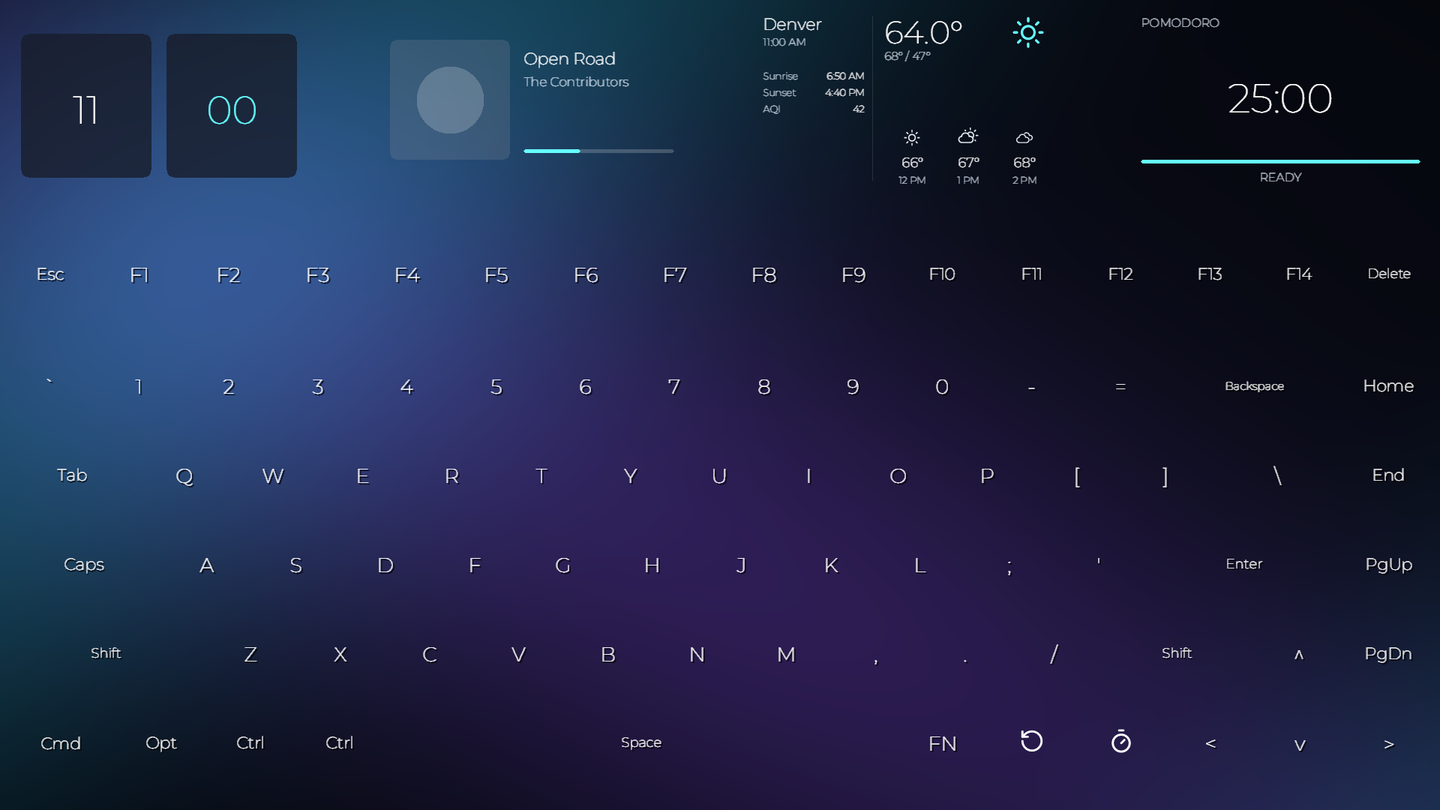 11 00
Open Road
The Contributors
Denver
11:00 AM
Sunrise 6:50 AM
Sunset 4:40 PM
AQI 42
64.0°
68° / 47°
66° 67° 68°
12 PM 1 PM 2 PM
POMODORO
25:00
READY
Esc F1 F2 F3 F4 F5 F6 F7 F8 F9 F10 F11 F12 F13 F14 Delete
` 1 2 3 4 5 6 7 8 9 0 - = Backspace Home
Tab Q W E R T Y U I O P [ ] \ End
Caps A S D F G H J K L ; ' Enter PgUp
Shift Z X C V B N M , . / Shift ʌ PgDn
Cmd Opt Ctrl Ctrl Space FN < v >